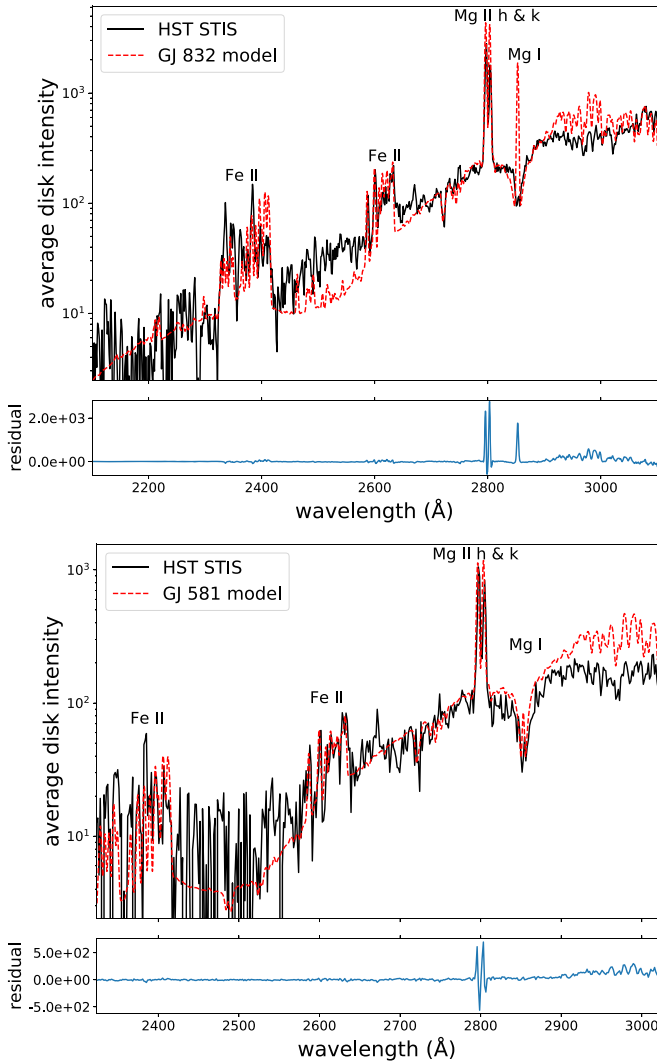 HST STIS
GJ 832 model
Mg II h & k
Mg I
Fe II
Fe II
average disk intensity
10³
10²
10¹
residual
2.0e+03
0.0e+00
2200 2400 2600 2800 3000
wavelength (Å)
HST STIS
GJ 581 model
Mg II h & k
Mg I
Fe II
Fe II
average disk intensity
10³
10²
10¹
residual
5.0e+02
0.0e+00
-5.0e+02
2400 2500 2600 2700 2800 2900 3000
wavelength (Å)